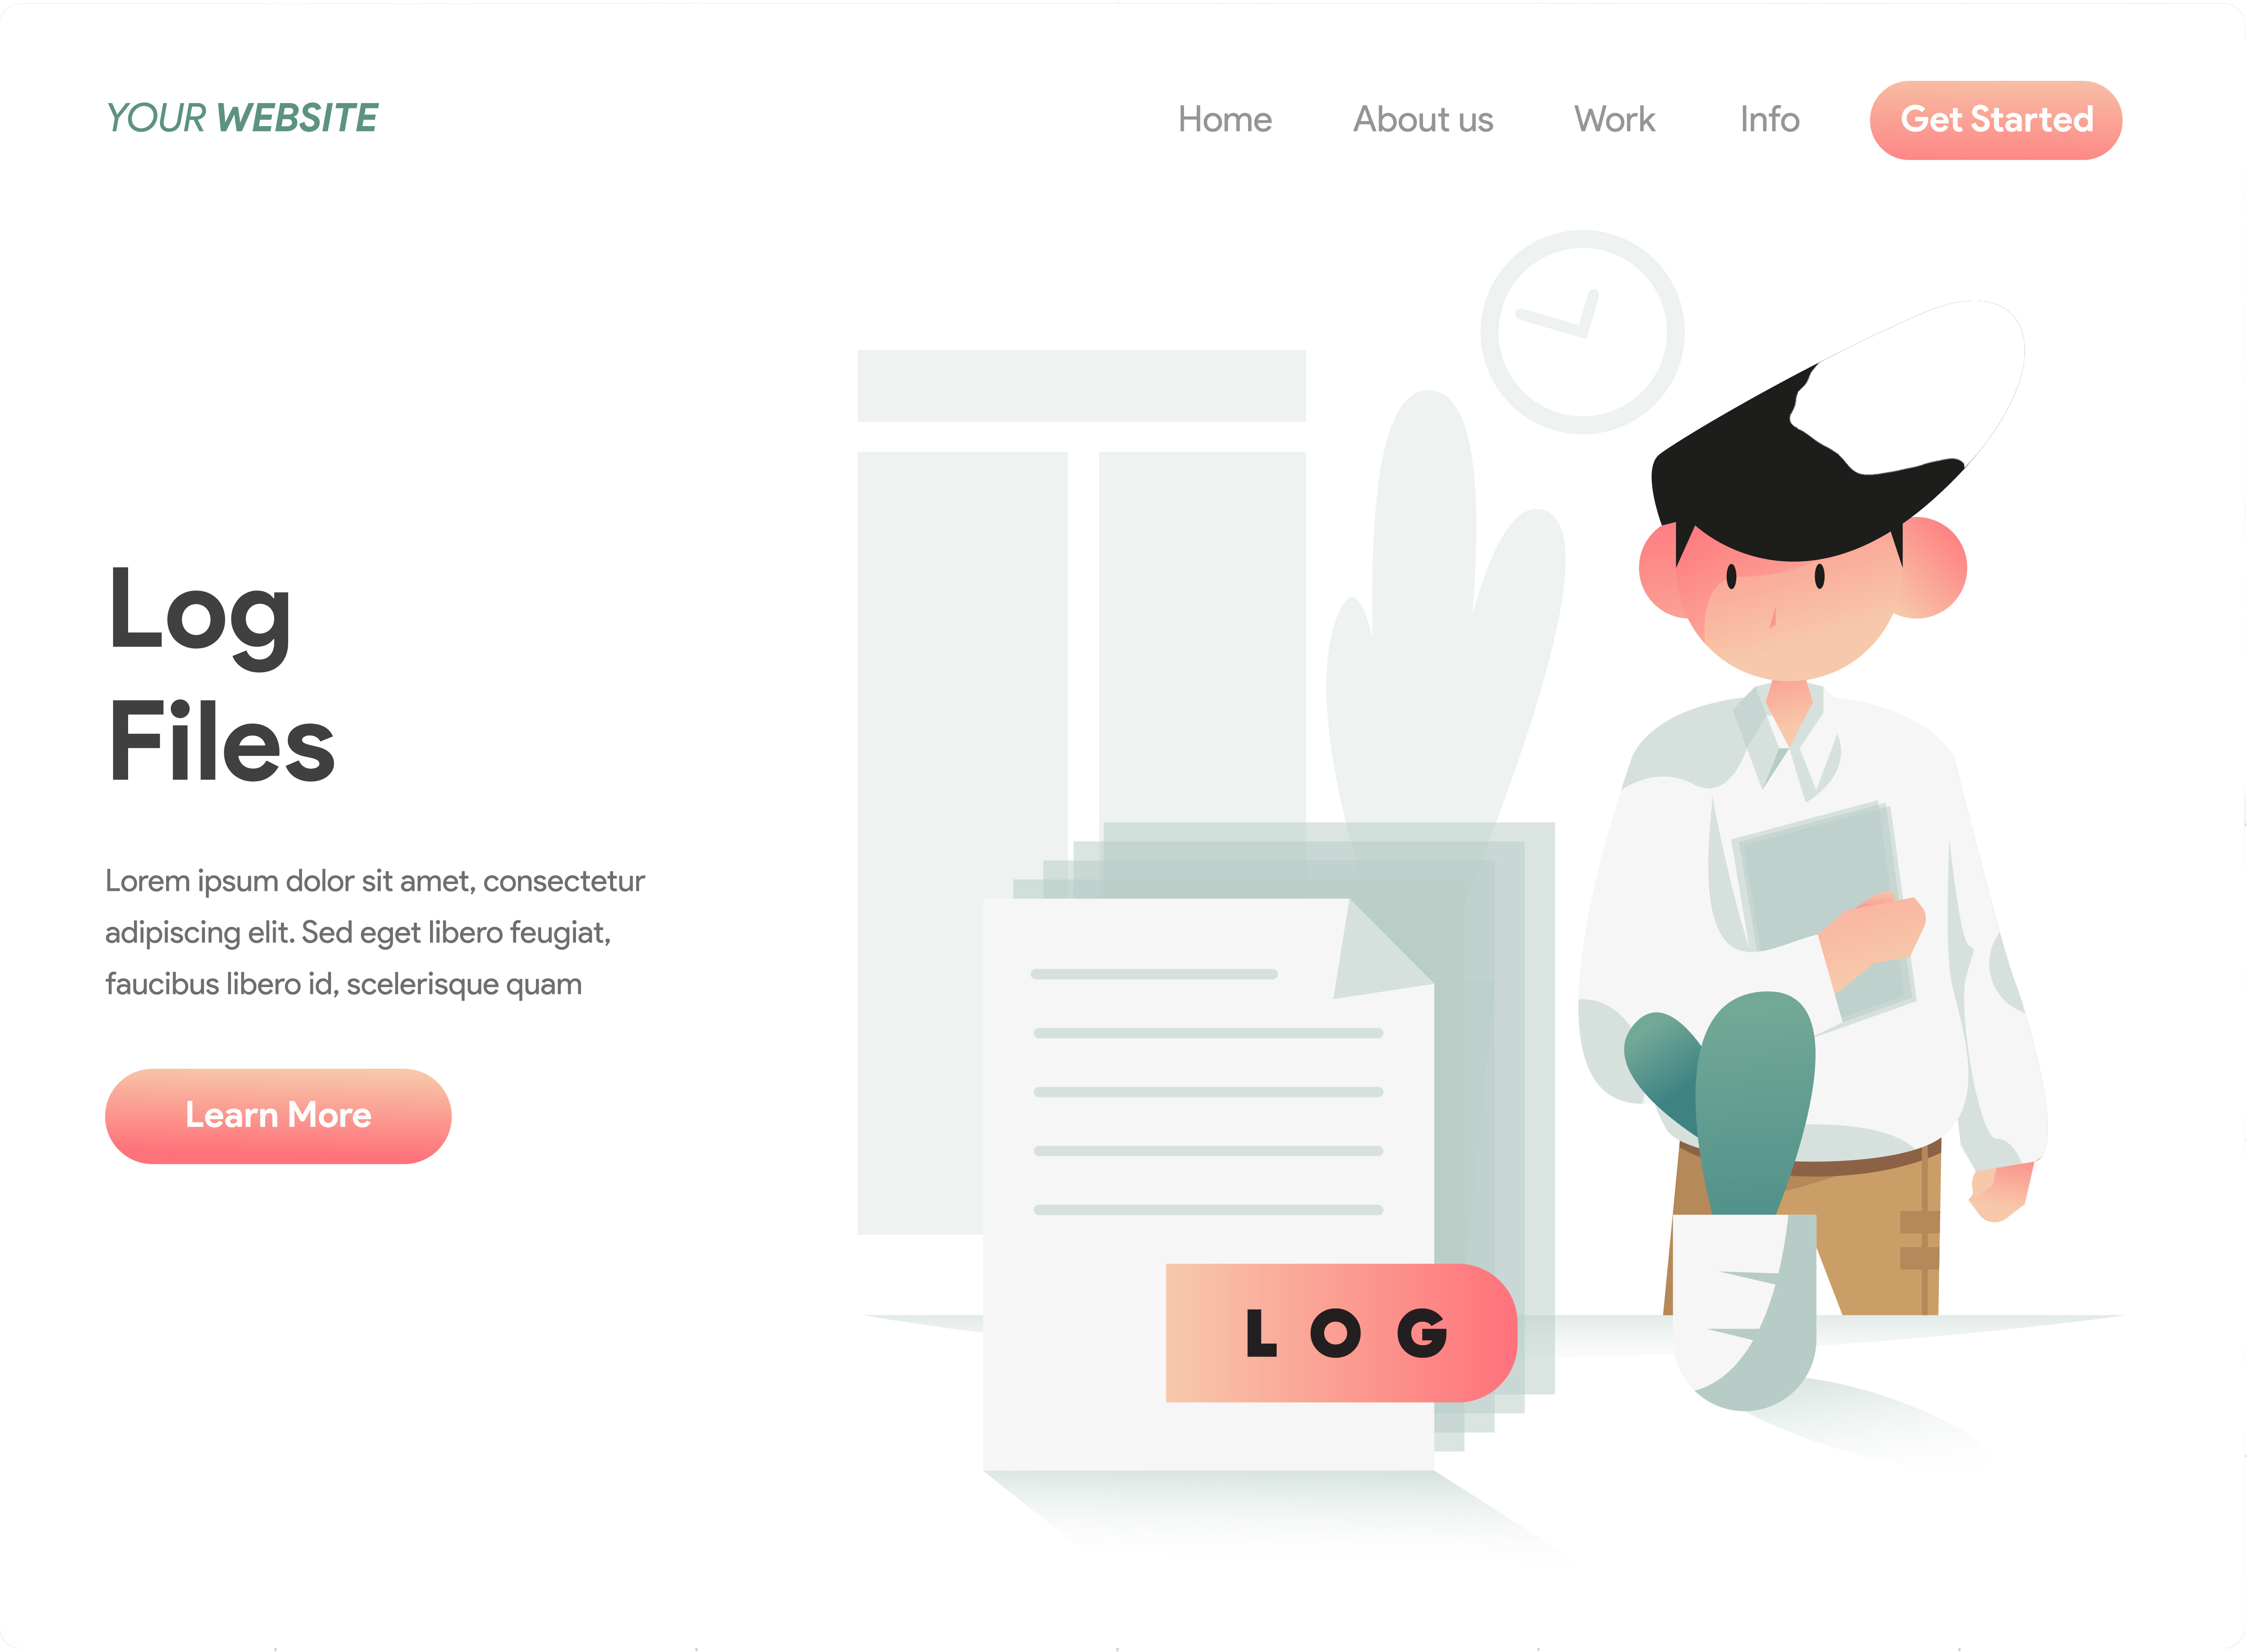 YOUR WEBSITE
Home About us Work Info Get Started
Log
Files
Lorem ipsum dolor sit amet, consectetur
adipiscing elit. Sed eget libero feugiat,
faucibus libero id, scelerisque quam
Learn More
LOG